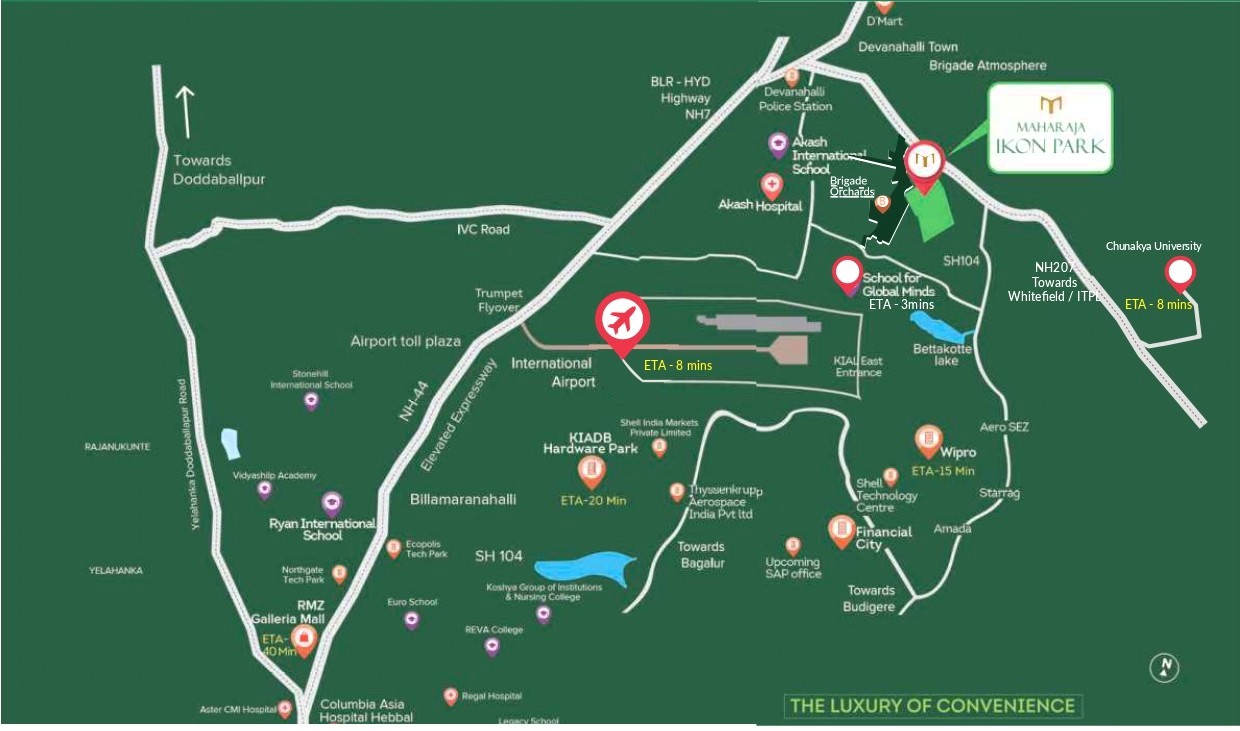 D'Mart
Devanahalli Town
Brigade Atmosphere
BLR - HYD
Highway
NH7
Devanahalli
Police Station
MAHARAJA
IKON PARK
Akash
International
School
Towards
Doddaballpur
Brigade
Orchards
B
Akash Hospital
IVC Road
Chunakya University
SH104
NH207
Towards
Whitefield / ITPL
School for
Global Minds
ETA - 3mins
ETA - 8 mins
Trumpet
Flyover
Airport toll plaza
International
Airport
ETA - 8 mins
KIAL East
Entrance
Bettakotte
lake
Stonehill
International School
NH-44
Elevated Expressway
Yelahanka Doddaballapur Road
Shell India Markets
Private Limited
KIADB
Hardware Park
ETA-20 Min
Aero SEZ
Wipro
ETA-15 Min
RAJANUKUNTE
Vidyashilp Academy
Billamaranahalli
Thyssenkrupp
Aerospace
India Pvt ltd
Shell
Technology
Centre
Starrag
Ryan International
School
Amada
Financial
City
Ecopolis
Tech Park
SH 104
Towards
Bagalur
Upcoming
SAP office
YELAHANKA
Northgate
Tech Park
Koshya Group of Institutions
& Nursing College
Towards
Budigere
RMZ
Galleria Mall
Euro School
ETA-
40Min
REVA College
N
Regal Hospital
Aster CMI Hospital
Columbia Asia
Hospital Hebbal
Legacy School
THE LUXURY OF CONVENIENCE